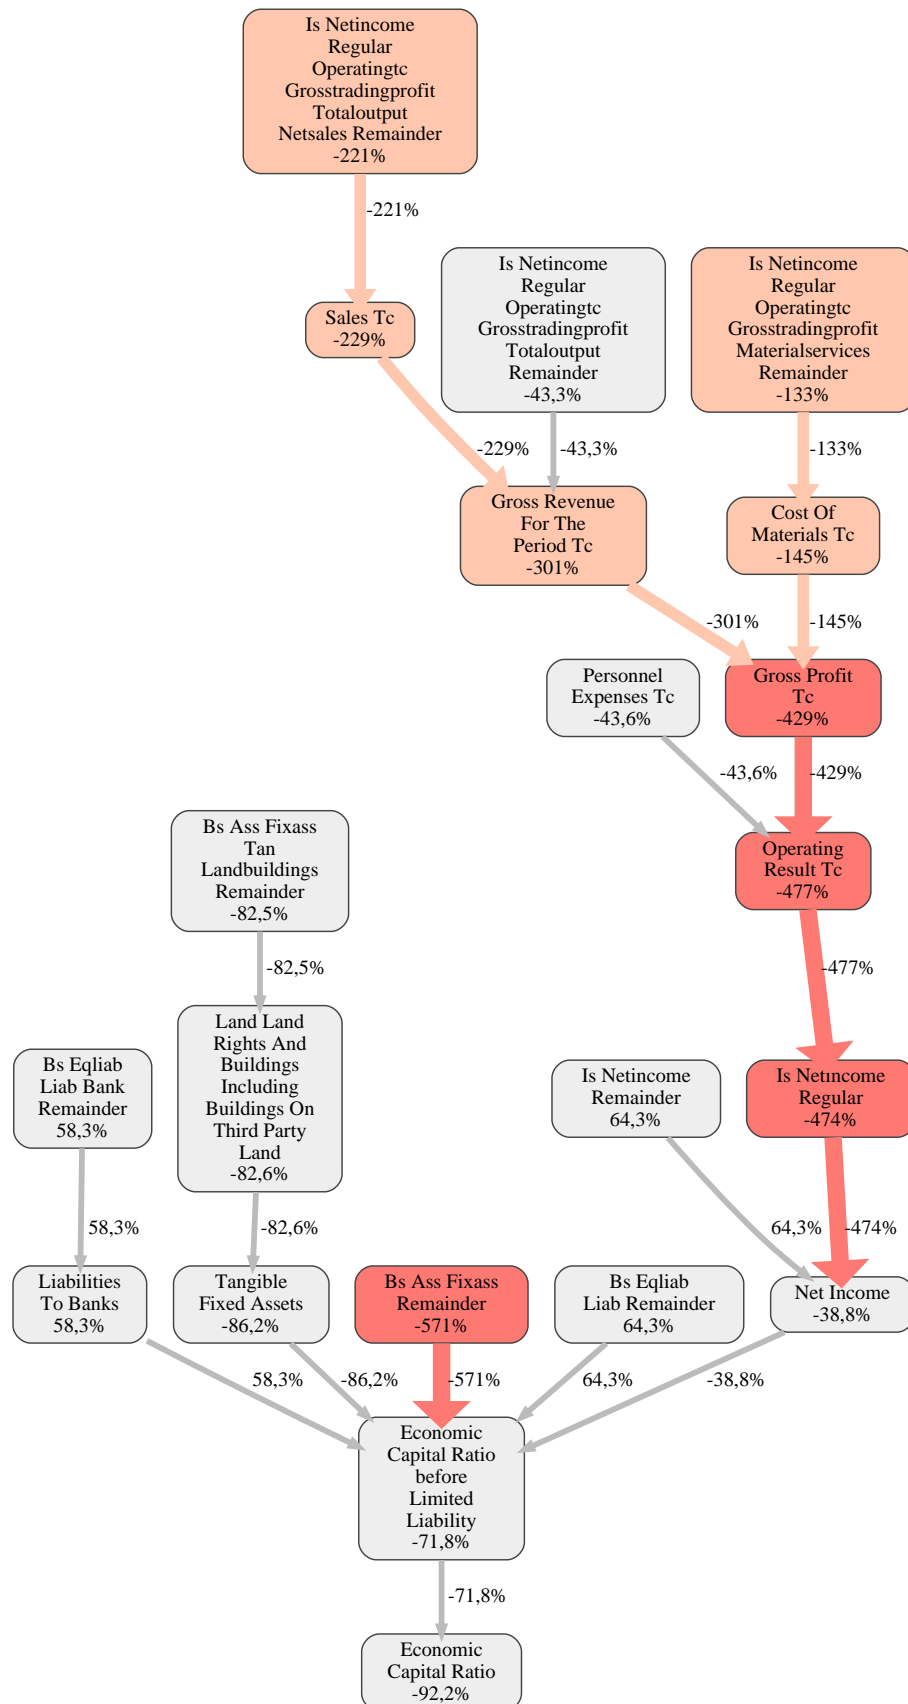 Is Netincome
Regular
Operatingtc
Grosstradingprofit
Totaloutput
Netsales Remainder
-221%
-221%
Sales Tc
-229%
Is Netincome
Regular
Operatingtc
Grosstradingprofit
Totaloutput
Remainder
-43,3%
Is Netincome
Regular
Operatingtc
Grosstradingprofit
Materialservices
Remainder
-133%
-229%
-43,3%
-133%
Gross Revenue
For The
Period Tc
-301%
Cost Of
Materials Tc
-145%
-301%
-145%
Personnel
Expenses Tc
-43,6%
Gross Profit
Tc
-429%
-43,6%
-429%
Bs Ass Fixass
Tan
Landbuildings
Remainder
-82,5%
Operating
Result Tc
-477%
-82,5%
-477%
Land Land
Rights And
Buildings
Including
Buildings On
Third Party
Land
-82,6%
Bs Eqliab
Liab Bank
Remainder
58,3%
Is Netincome
Remainder
64,3%
Is Netincome
Regular
-474%
58,3%
-82,6%
64,3%
-474%
Liabilities
To Banks
58,3%
Tangible
Fixed Assets
-86,2%
Bs Ass Fixass
Remainder
-571%
Bs Eqliab
Liab Remainder
64,3%
Net Income
-38,8%
58,3%
-86,2%
-571%
64,3%
-38,8%
Economic
Capital Ratio
before
Limited
Liability
-71,8%
-71,8%
Economic
Capital Ratio
-92,2%